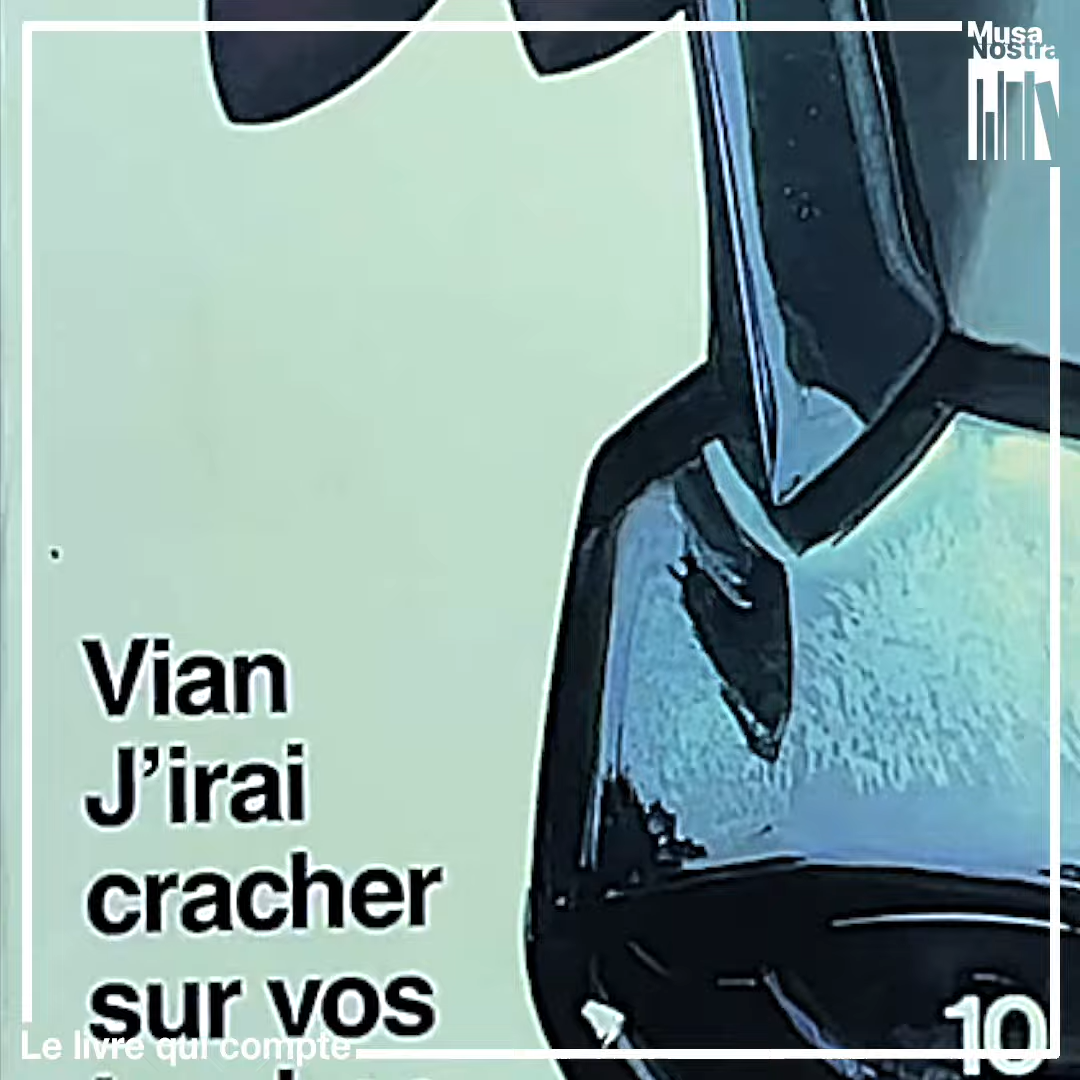 Musa
Nostra
Vian
J'irai
cracher
sur vos
Le livre qui compte
10